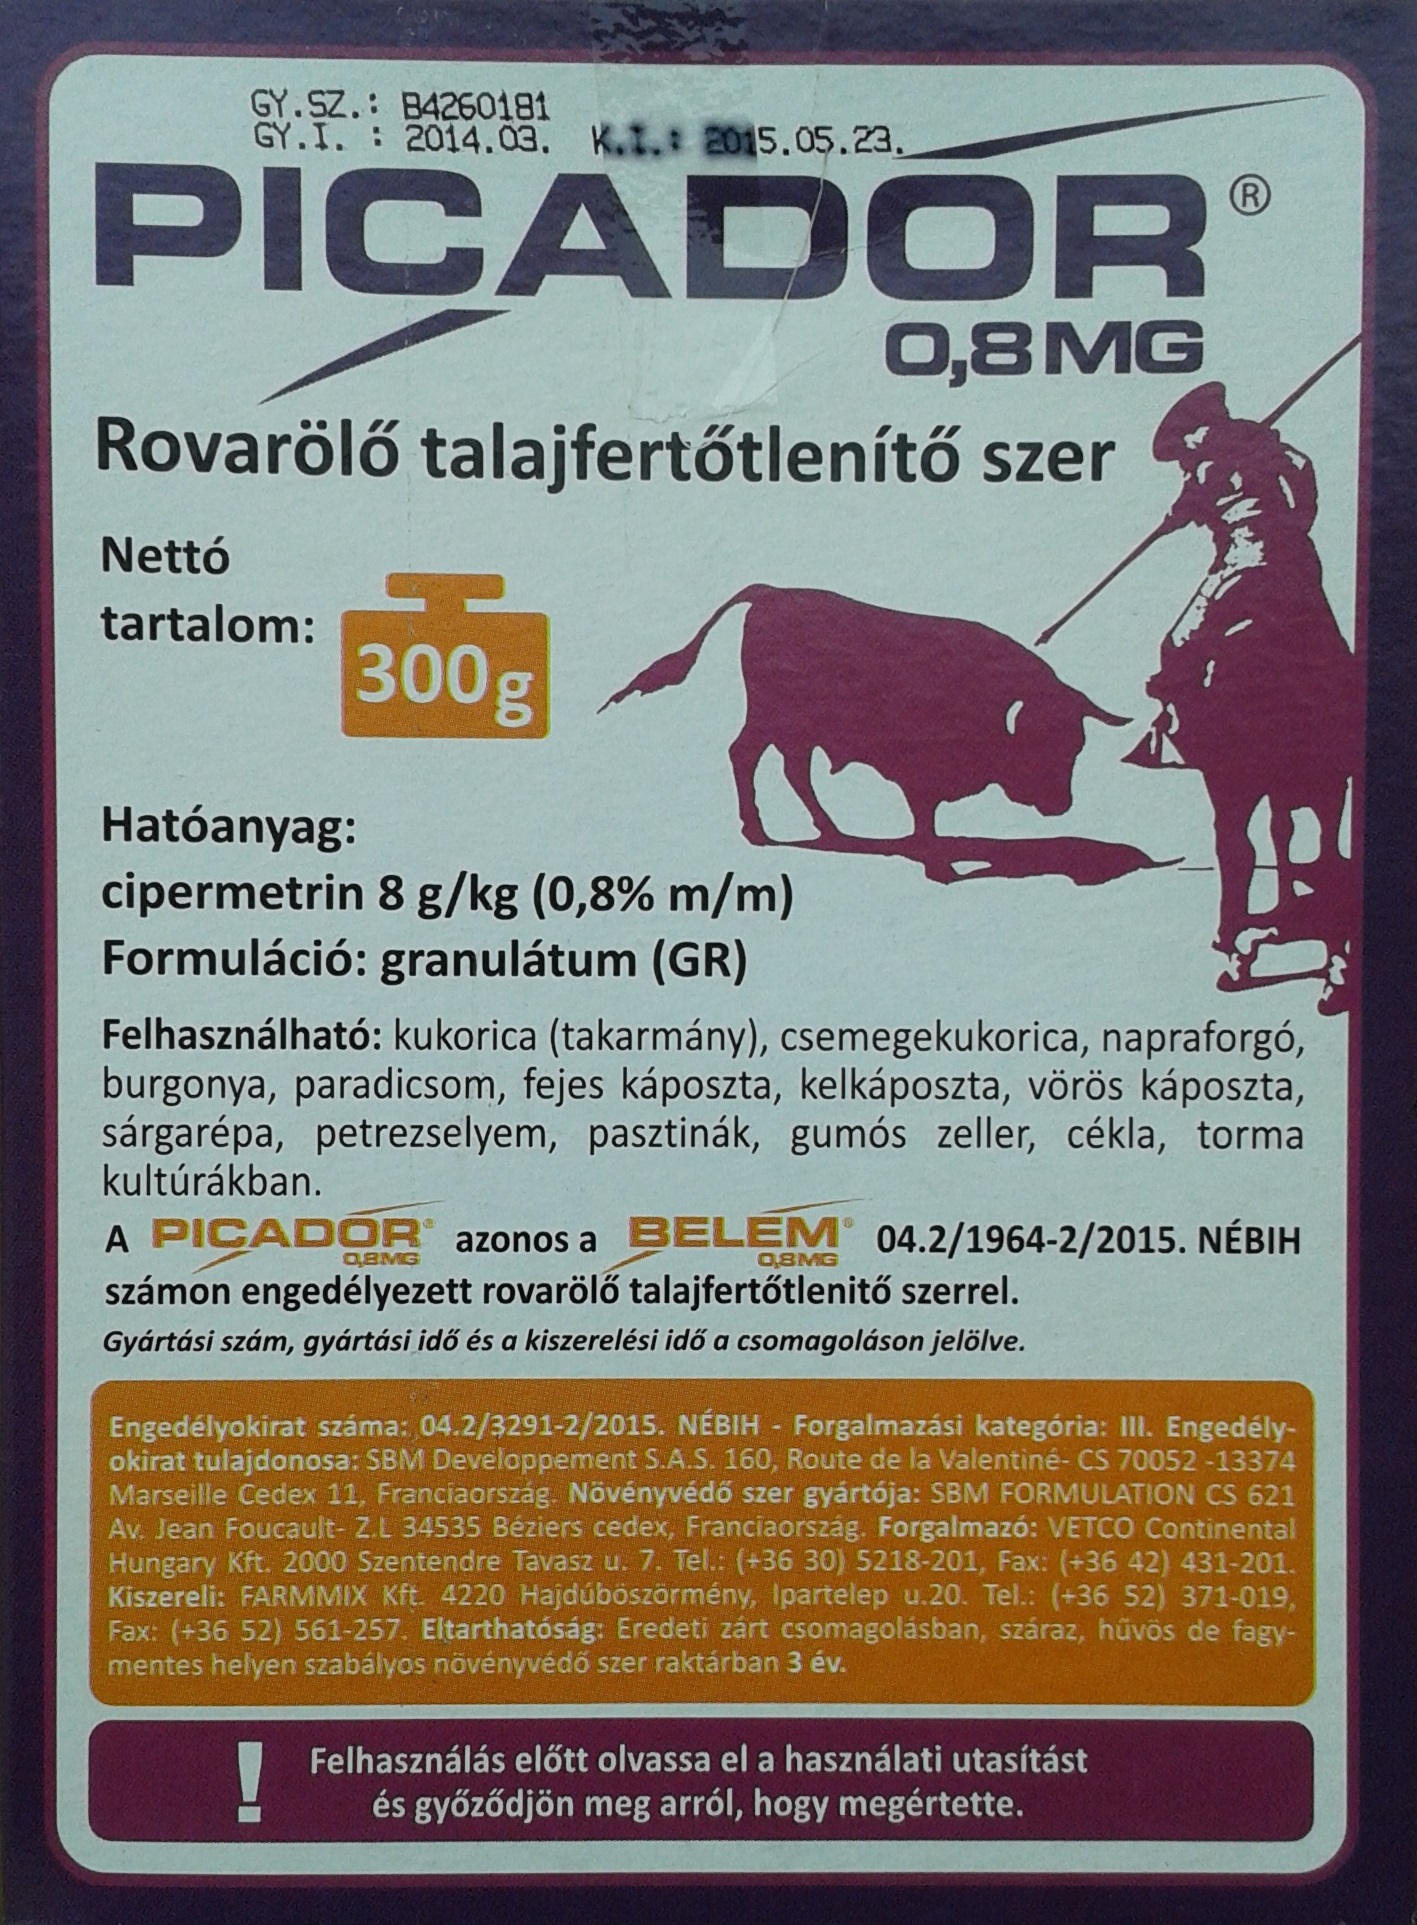 GY.SZ.: B4260181
GY.I. : 2014.03. K.I.: 2015.05.23.
PICADOR®
0,8MG
Rovarölő talajfertőtlenítő szer
Nettó
tartalom:
300g
Hatóanyag:
cipermetrin 8 g/kg (0,8% m/m)
Formuláció: granulátum (GR)
Felhasználható: kukorica (takarmány), csemegekukorica, napraforgó,
burgonya, paradicsom, fejes káposzta, kelkáposzta, vörös káposzta,
sárgarépa, petrezselyem, pasztinák, gumós zeller, cékla, torma
kultúrákban.
A PICADOR® 0,8MG azonos a BELEM® 0,8MG 04.2/1964-2/2015. NÉBIH
számon engedélyezett rovarölő talajfertőtlenitő szerrel.
Gyártási szám, gyártási idő és a kiszerelési idő a csomagoláson jelölve.
Engedélyokirat száma: 04.2/3291-2/2015. NÉBIH - Forgalmazási kategória: III. Engedély-
okirat tulajdonosa: SBM Developpement S.A.S. 160, Route de la Valentiné- CS 70052 -13374
Marseille Cedex 11, Franciaország. Növényvédő szer gyártója: SBM FORMULATION CS 621
Av. Jean Foucault- Z.L 34535 Béziers cedex, Franciaország. Forgalmazó: VETCO Continental
Hungary Kft. 2000 Szentendre Tavasz u. 7. Tel.: (+36 30) 5218-201, Fax: (+36 42) 431-201.
Kiszereli: FARMMIX Kft. 4220 Hajdúböszörmény, Ipartelep u.20. Tel.: (+36 52) 371-019,
Fax: (+36 52) 561-257. Eltarthatóság: Eredeti zárt csomagolásban, száraz, hűvös de fagy-
mentes helyen szabályos növényvédő szer raktárban 3 év.
! Felhasználás előtt olvassa el a használati utasítást
és győződjön meg arról, hogy megértette.